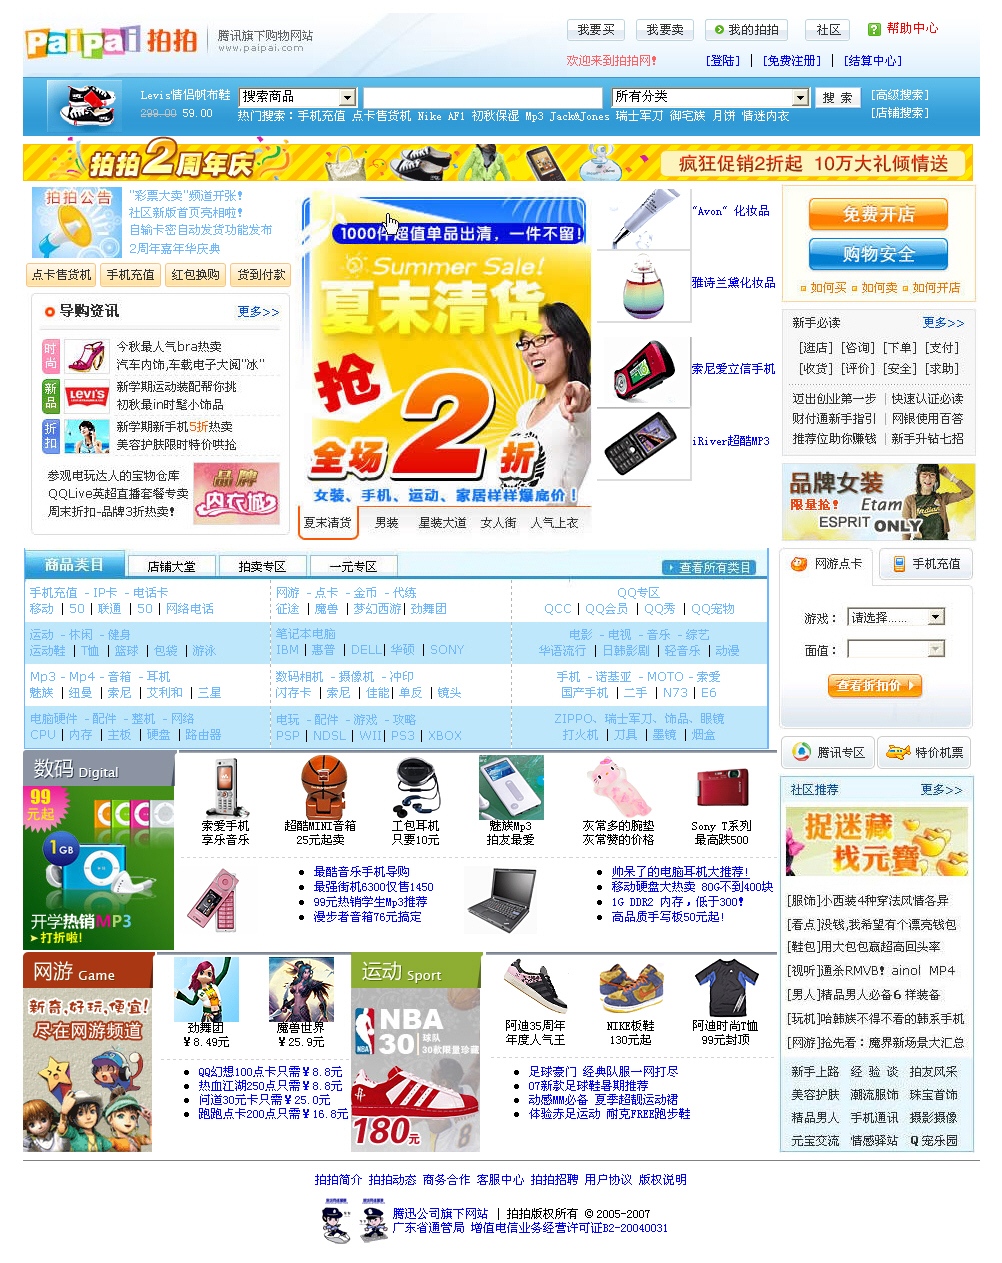 PaiPai 拍拍 腾讯旗下购物网站
www.paipai.com
我要买 我要卖 我的拍拍 社区 帮助中心
欢迎来到拍拍网! [登陆] | [免费注册] | [结算中心]
Levis情侣帆布鞋 搜索商品 所有分类 搜 索 [高级搜索]
299.00 59.00 热门搜索:手机充值 点卡售货机 Nike AF1 初秋保湿 Mp3 Jack&Jones 瑞士军刀 御宅族 月饼 情迷内衣 [店铺搜索]
拍拍2周年庆 疯狂促销2折起 10万大礼倾情送
拍拍公告
"彩票大卖"频道开张!
社区新版首页亮相啦!
自输卡密自动发货功能发布
2周年嘉年华庆典
点卡售货机 手机充值 红包换购 货到付款
导购资讯 更多>>
时尚
今秋最人气bra热卖
汽车内饰,车载电子大阅"冰"
新品
LEVI'S
新学期运动装配帮你挑
初秋最in时髦小饰品
折扣
新学期新手机5折热卖
美容护肤限时特价哄抢
参观电玩达人的宝物仓库
QQLive英超直播套餐专卖
周末折扣-品牌3折热卖!
品牌
内衣城
1000件超值单品出清，一件不留!
Summer Sale!
夏末清货
抢
全场2折
女装、手机、运动、家居样样爆底价!
夏末清货 男装 星装大道 女人街 人气上衣
"Avon" 化妆品
雅诗兰黛化妆品
索尼爱立信手机
iRiver超酷MP3
免费开店
购物安全
如何买 如何卖 如何开店
新手必读 更多>>
[逛店] [咨询] [下单] [支付]
[收货] [评价] [安全] [求助]
迈出创业第一步 | 快速认证必读
财付通新手指引 | 网银使用百答
推荐位助你赚钱 | 新手升钻七招
品牌女装
限量抢! Etam
ESPRIT ONLY
网游点卡 手机充值
游戏: 请选择......
面值:
查看折扣价
腾讯专区 特价机票
商品类目 店铺大堂 拍卖专区 一元专区 查看所有类目
手机充值 - IP卡 - 电话卡
移动 | 50 | 联通 | 50 | 网络电话
网游 - 点卡 - 金币 - 代练
征途 | 魔兽 | 梦幻西游| 劲舞团
QQ专区
QCC | QQ会员 | QQ秀 | QQ宠物
运动 - 休闲 - 健身
运动鞋 | T恤 | 篮球 | 包袋 | 游泳
笔记本电脑
IBM | 惠普 | DELL| 华硕 | SONY
电影 - 电视 - 音乐 - 综艺
华语流行 | 日韩影剧 | 轻音乐 | 动漫
Mp3 - Mp4 - 音箱 - 耳机
魅族 | 纽曼 | 索尼 | 艾利和 | 三星
数码相机 - 摄像机 - 冲印
闪存卡 | 索尼 | 佳能| 单反 | 镜头
手机 - 诺基亚 - MOTO - 索爱
国产手机 | 二手 | N73 | E6
电脑硬件 - 配件 - 整机 - 网络
CPU | 内存 | 主板 | 硬盘 | 路由器
电玩 - 配件 - 游戏 - 攻略
PSP | NDSL | WII| PS3 | XBOX
ZIPPO、瑞士军刀、饰品、眼镜
打火机 | 刀具 | 墨镜 | 烟盒
数码 Digital
99
元起
1GB
开学热销MP3
打折啦!
索爱手机
享乐音乐
超酷MINI音箱
25元起卖
工包耳机
只要10元
魅族Mp3
拍友最爱
灰常多的腕垫
灰常赞的价格
Sony T系列
最高跌500
最酷音乐手机导购
最强街机6300仅售1450
99元热销学生Mp3推荐
漫步者音箱76元搞定
帅呆了的电脑耳机大推荐!
移动硬盘大热卖 80G不到400块
1G DDR2 内存，低于300!
高品质手写板50元起!
社区推荐 更多>>
捉迷藏
找元宝
[服饰]小西装4种穿法风情各异
[看点]没钱,我希望有个漂亮钱包
[鞋包]用大包包赢超高回头率
[视听]通杀RMVB! ainol MP4
[男人]精品男人必备6 样装备
[玩机]哈韩族不得不看的韩系手机
[网游]抢先看：魔界新场景大汇总
新手上路 经 验 谈 拍友风采
美容护肤 潮流服饰 珠宝首饰
精品男人 手机通讯 摄影摄像
元宝交流 情感驿站 Q 宠乐园
网游 Game
新奇,好玩,便宜!
尽在网游频道
劲舞团
¥8.49元
魔兽世界
¥25.9元
QQ幻想100点卡只需¥8.8元
热血江湖250点只需¥8.8元
问道30元卡只需¥25.0元
跑跑点卡200点只需¥16.8元
运动 Sport
NBA 球队
30 30款限量珍藏
180元
阿迪35周年
年度人气王
NIKE板鞋
130元起
阿迪时尚T恤
99元封顶
足球豪门 经典队服一网打尽
07新款足球鞋暑期推荐
动感MM必备 夏季超靓运动裙
体验赤足运动 耐克FREE跑步鞋
拍拍简介 拍拍动态 商务合作 客服中心 拍拍招聘 用户协议 版权说明
腾迅公司旗下网站 | 拍拍版权所有 © 2005-2007
广东省通管局 增值电信业务经营许可证B2-20040031